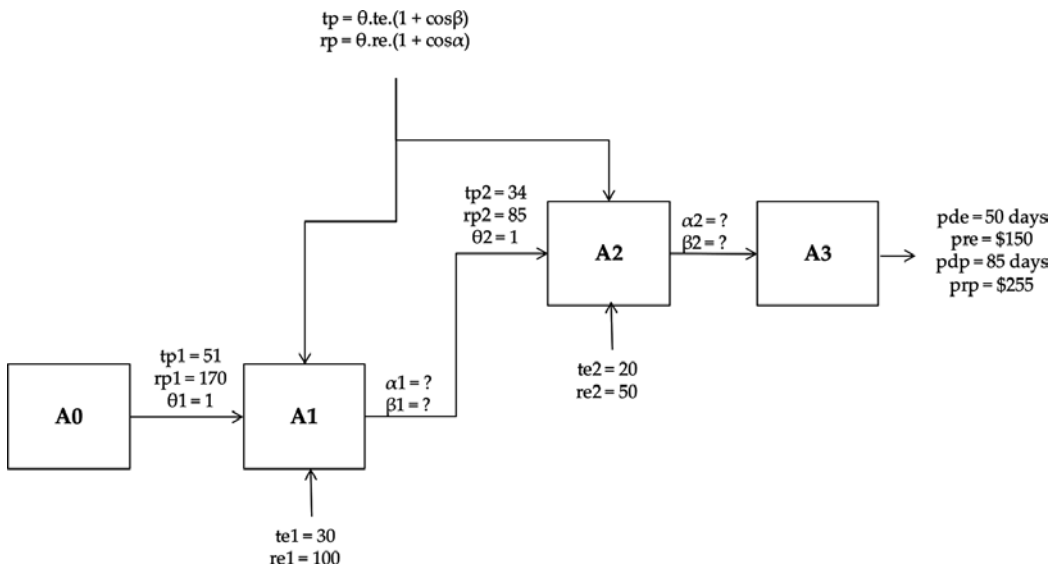 tp = θ.te.(1 + cosβ)
rp = θ.re.(1 + cosα)
tp2 = 34
rp2 = 85
θ2 = 1
A2
α2 = ?
β2 = ?
A3
pde = 50 days
pre = $150
pdp = 85 days
prp = $255
te2 = 20
re2 = 50
A0
tp1 = 51
rp1 = 170
θ1 = 1
A1
α1 = ?
β1 = ?
te1 = 30
re1 = 100